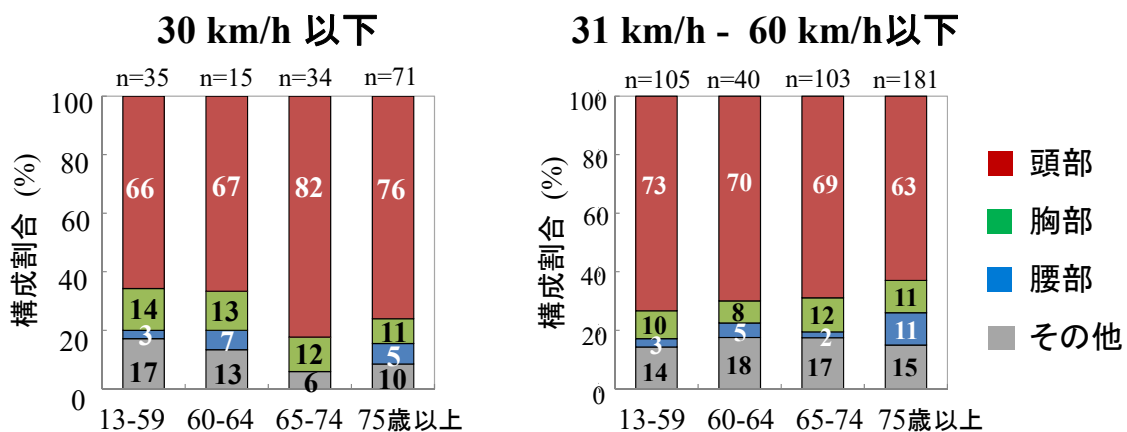 30 km/h 以下
n=35 n=15 n=34 n=71
構成割合 (%)
100
80
60
40
20
0
66 67 82 76
14 13 12 11
3 7 5
17 13 6 10
13-59 60-64 65-74 75歳以上
31 km/h - 60 km/h以下
n=105 n=40 n=103 n=181
構成割合 (%)
100
80
60
40
20
0
73 70 69 63
10 8 12 11
3 5 2 11
14 18 17 15
13-59 60-64 65-74 75歳以上
頭部
胸部
腰部
その他